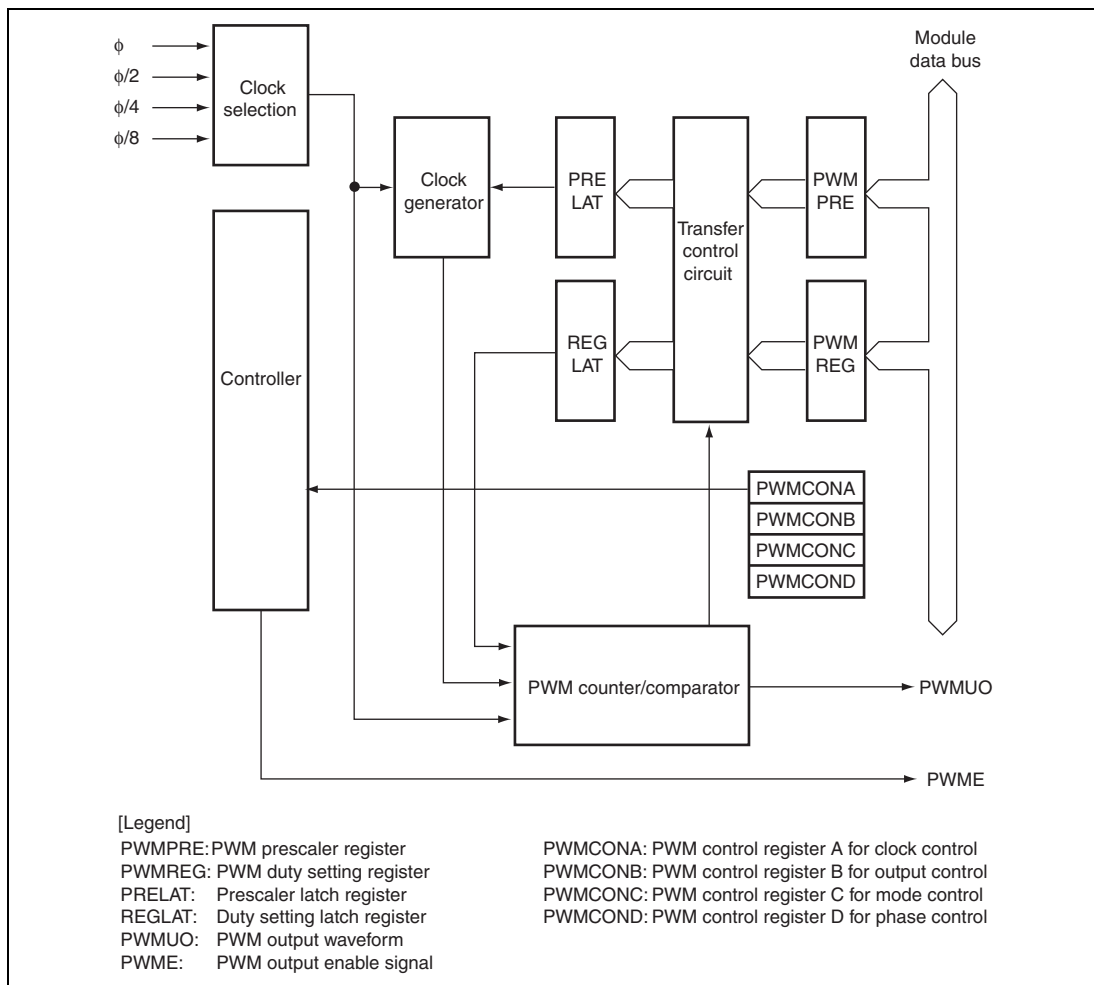 ϕ
ϕ/2
ϕ/4
ϕ/8
Clock
selection
Module
data bus
Clock
generator
PRE
LAT
Transfer
control
circuit
PWM
PRE
REG
LAT
PWM
REG
Controller
PWMCONA
PWMCONB
PWMCONC
PWMCOND
PWM counter/comparator
PWMUO
PWME
[Legend]
PWMPRE: PWM prescaler register
PWMREG: PWM duty setting register
PRELAT: Prescaler latch register
REGLAT: Duty setting latch register
PWMUO: PWM output waveform
PWME: PWM output enable signal
PWMCONA: PWM control register A for clock control
PWMCONB: PWM control register B for output control
PWMCONC: PWM control register C for mode control
PWMCOND: PWM control register D for phase control